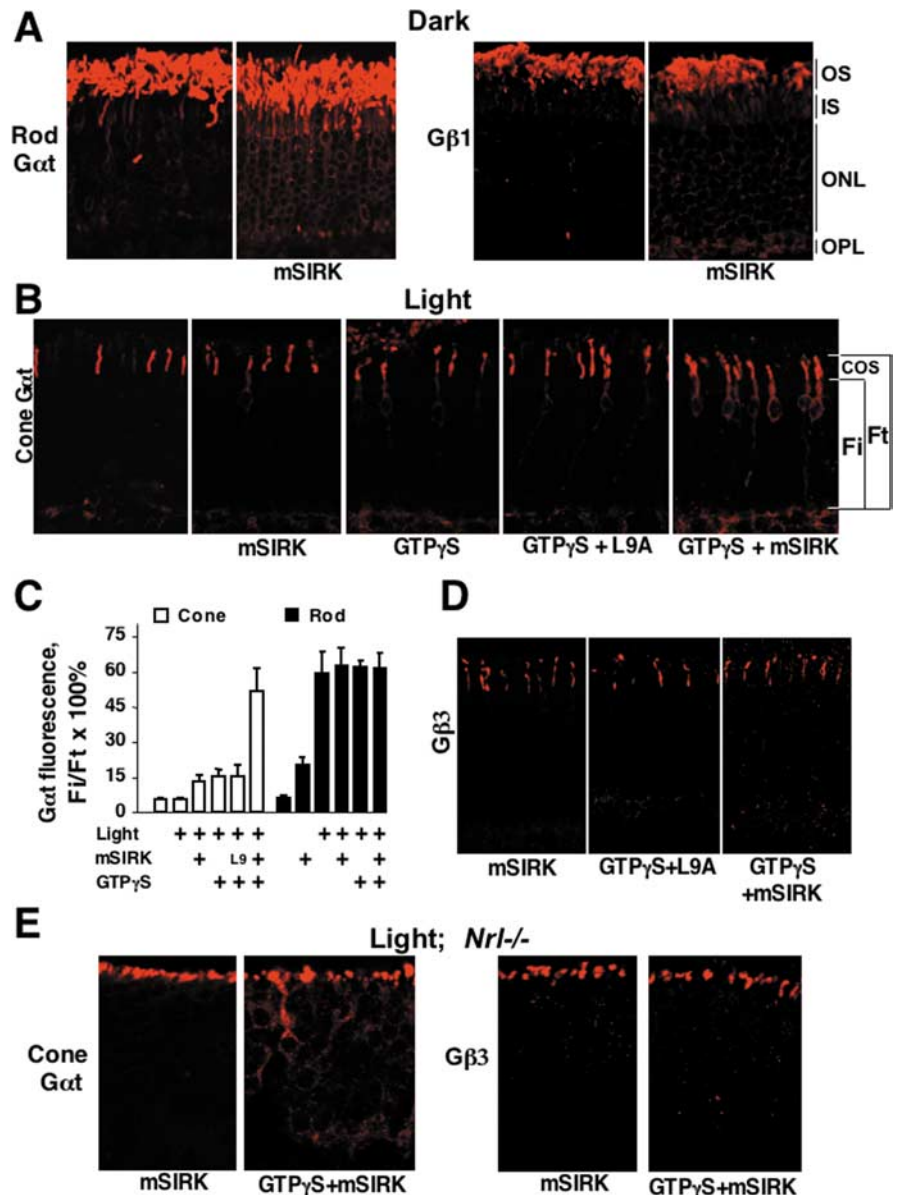 A
Dark
Rod
Gαt
mSIRK
Gβ1
mSIRK
OS
IS
ONL
OPL
B
Light
Cone Gαt
mSIRK
GTPγS
GTPγS + L9A
GTPγS + mSIRK
COS
Fi
Ft
C
Cone
Rod
Gαt fluorescence,
Fi/Ft x 100%
75
60
45
30
15
0
Light + + + + + + + + +
mSIRK + L9 + + + +
GTPγS + + + + +
D
Gβ3
mSIRK
GTPγS+L9A
GTPγS
+mSIRK
E
Light; Nrl-/-
Cone
Gαt
mSIRK
GTPγS+mSIRK
Gβ3
mSIRK
GTPγS+mSIRK